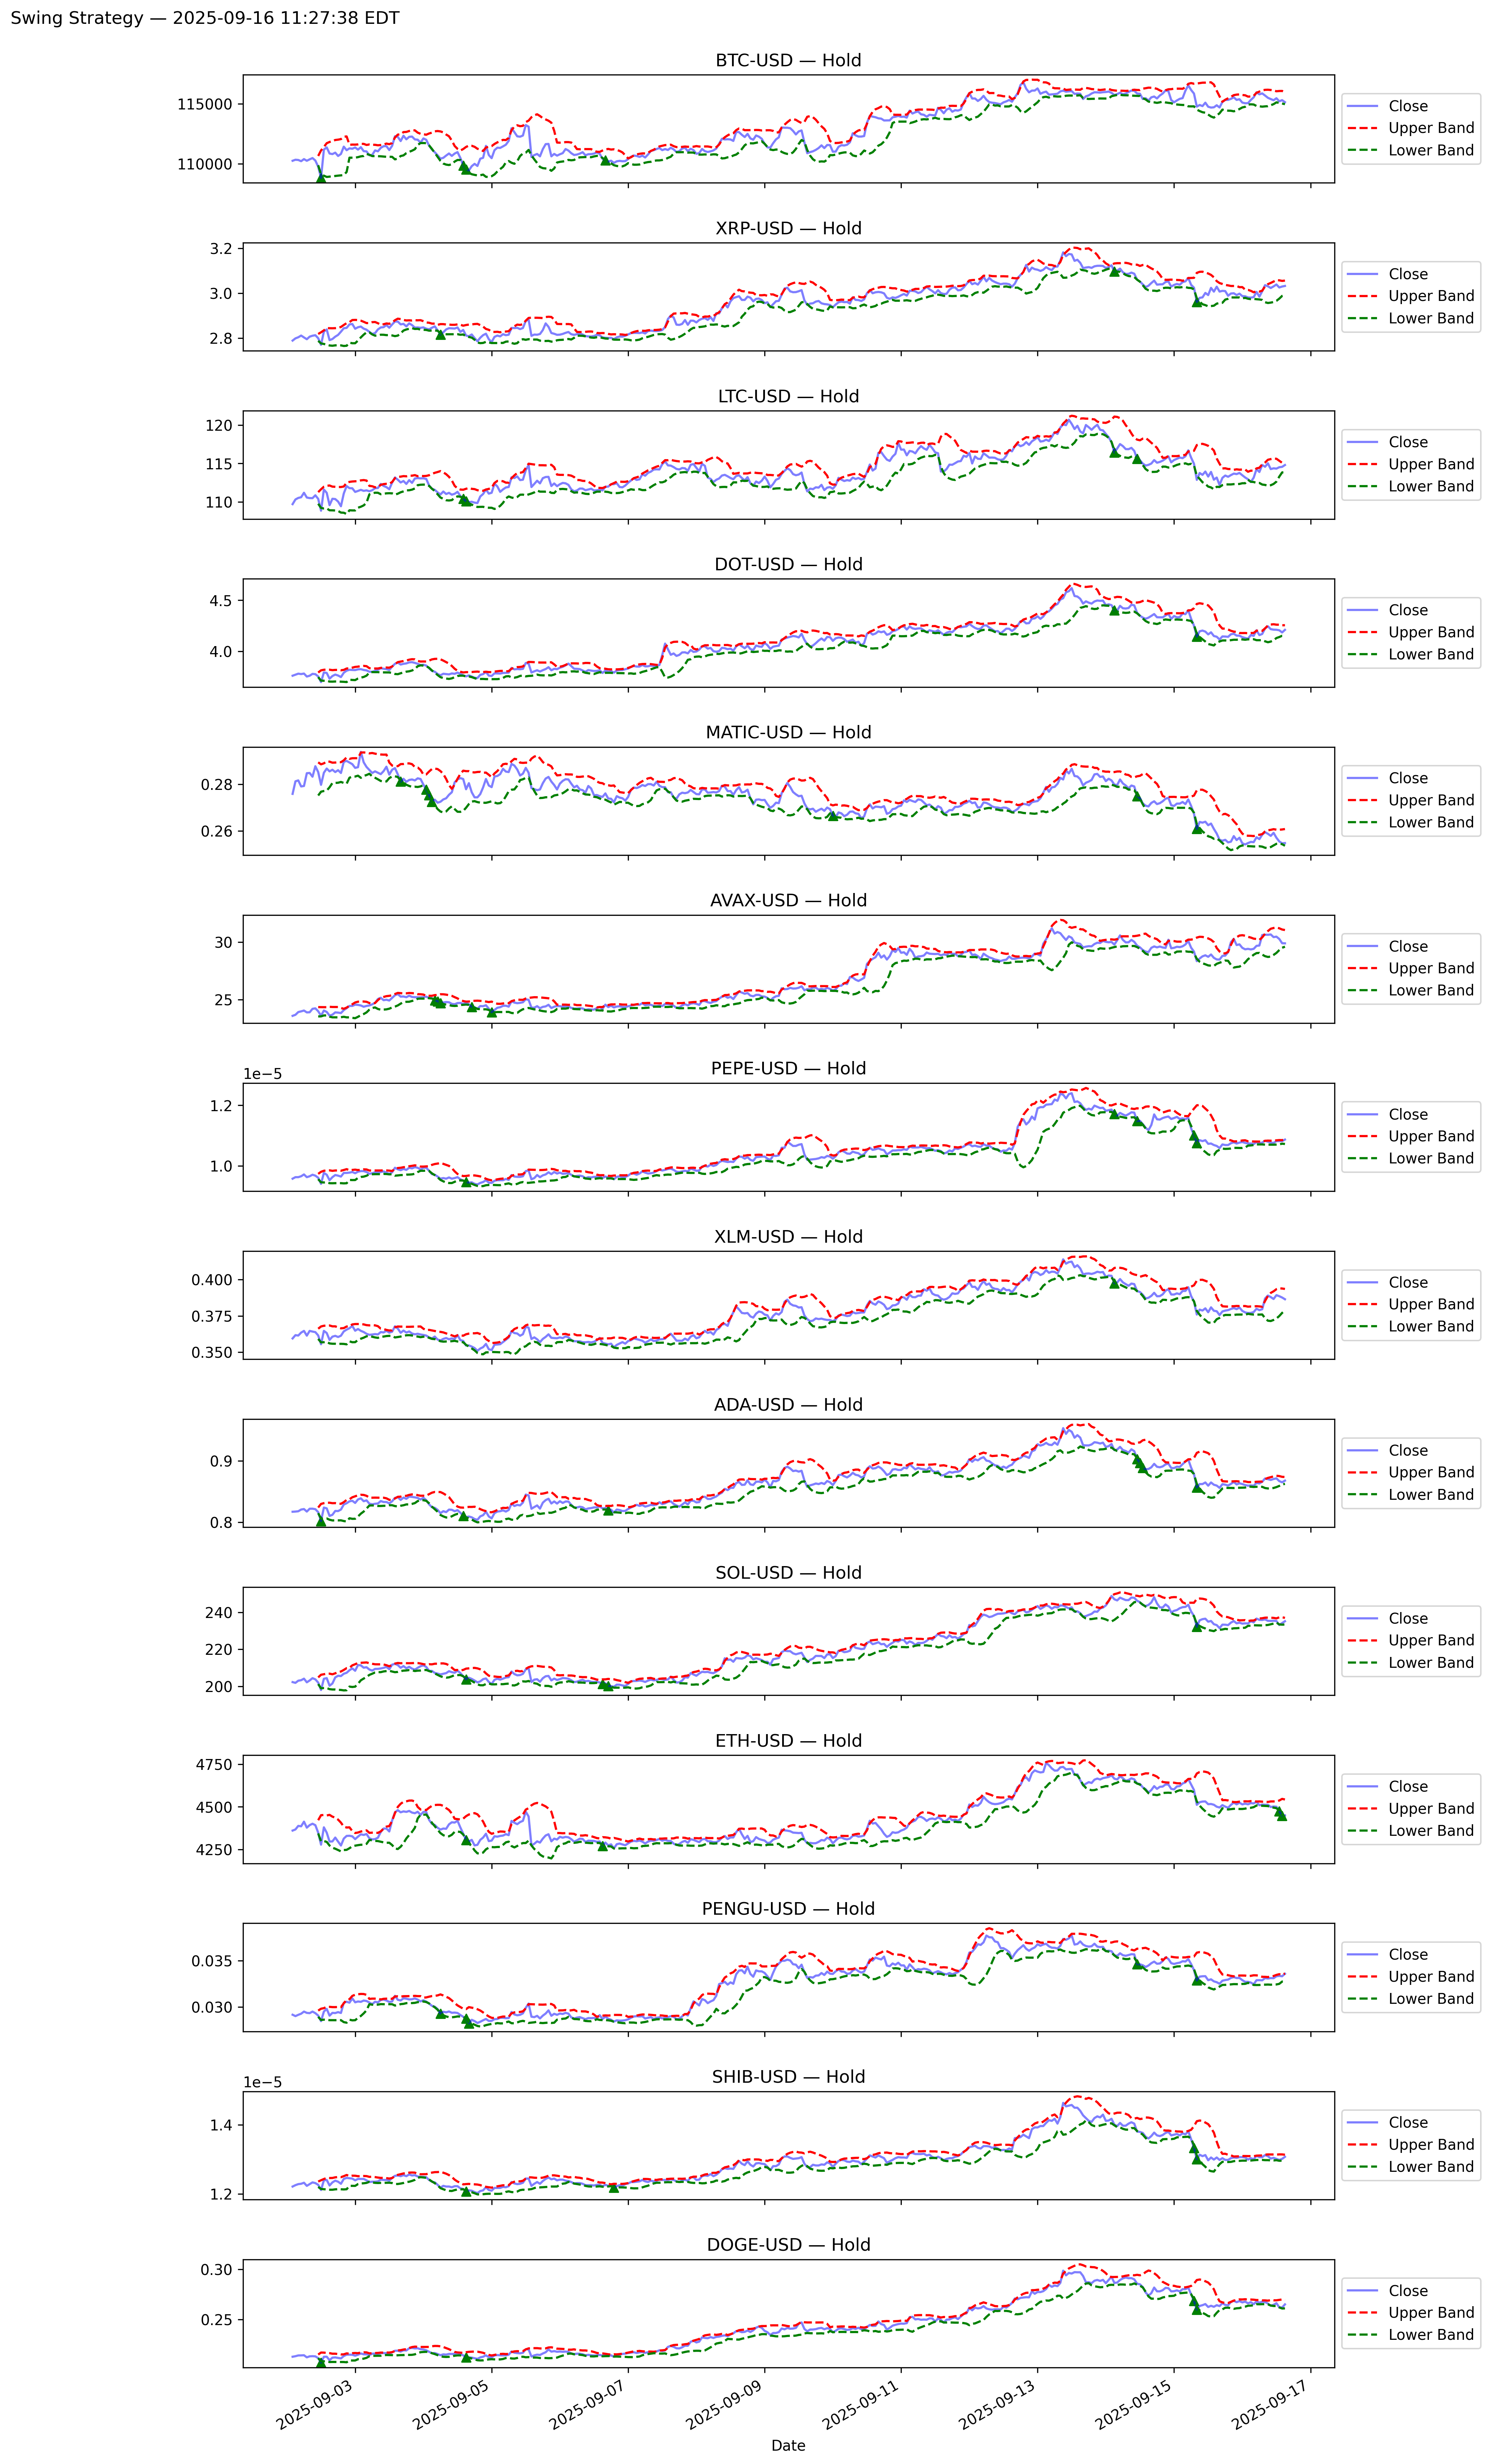 Swing Strategy — 2025-09-16 11:27:38 EDT
BTC-USD — Hold
115000
110000
Close
Upper Band
Lower Band
XRP-USD — Hold
3.2
3.0
2.8
Close
Upper Band
Lower Band
LTC-USD — Hold
120
115
110
Close
Upper Band
Lower Band
DOT-USD — Hold
4.5
4.0
Close
Upper Band
Lower Band
MATIC-USD — Hold
0.28
0.26
Close
Upper Band
Lower Band
AVAX-USD — Hold
30
25
Close
Upper Band
Lower Band
PEPE-USD — Hold
1e−5
1.2
1.0
Close
Upper Band
Lower Band
XLM-USD — Hold
0.400
0.375
0.350
Close
Upper Band
Lower Band
ADA-USD — Hold
0.9
0.8
Close
Upper Band
Lower Band
SOL-USD — Hold
240
220
200
Close
Upper Band
Lower Band
ETH-USD — Hold
4750
4500
4250
Close
Upper Band
Lower Band
PENGU-USD — Hold
0.035
0.030
Close
Upper Band
Lower Band
SHIB-USD — Hold
1e−5
1.4
1.2
Close
Upper Band
Lower Band
DOGE-USD — Hold
0.30
0.25
Close
Upper Band
Lower Band
2025-09-03
2025-09-05
2025-09-07
2025-09-09
2025-09-11
2025-09-13
2025-09-15
2025-09-17
Date